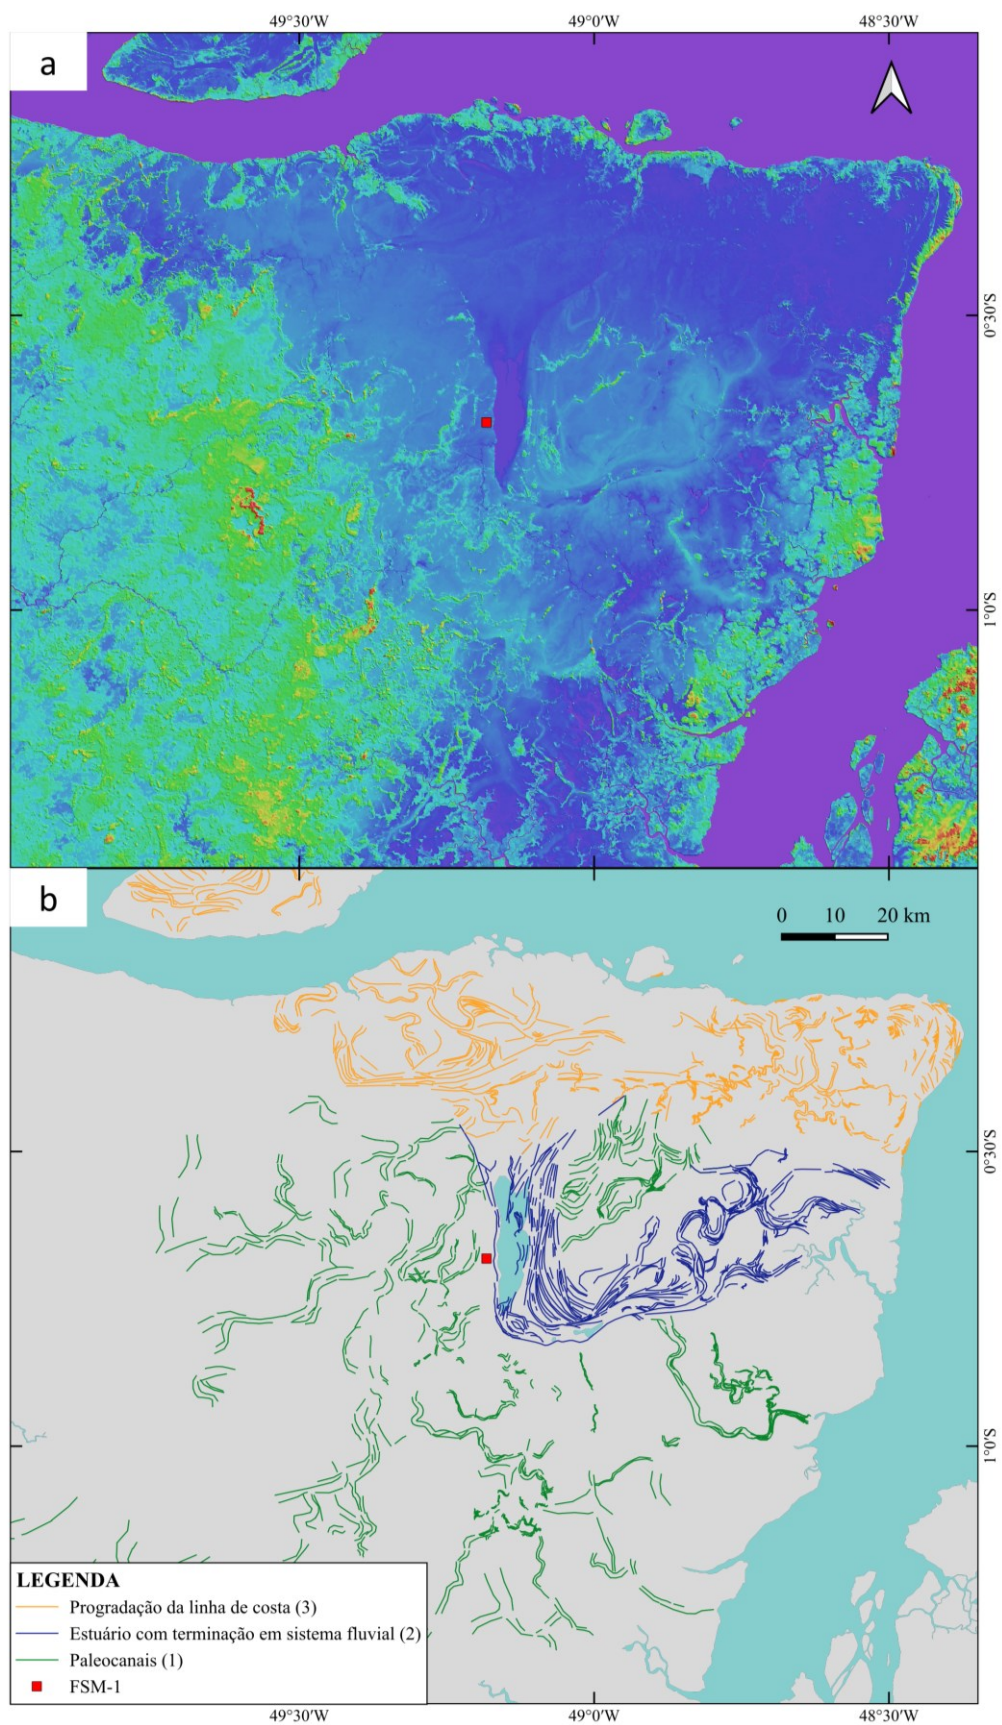 49°30'W 49°0'W 48°30'W
a
0°30'S
1°0'S
b
0 10 20 km
0°30'S
1°0'S
LEGENDA
Progradação da linha de costa (3)
Estuário com terminação em sistema fluvial (2)
Paleocanais (1)
FSM-1
49°30'W 49°0'W 48°30'W